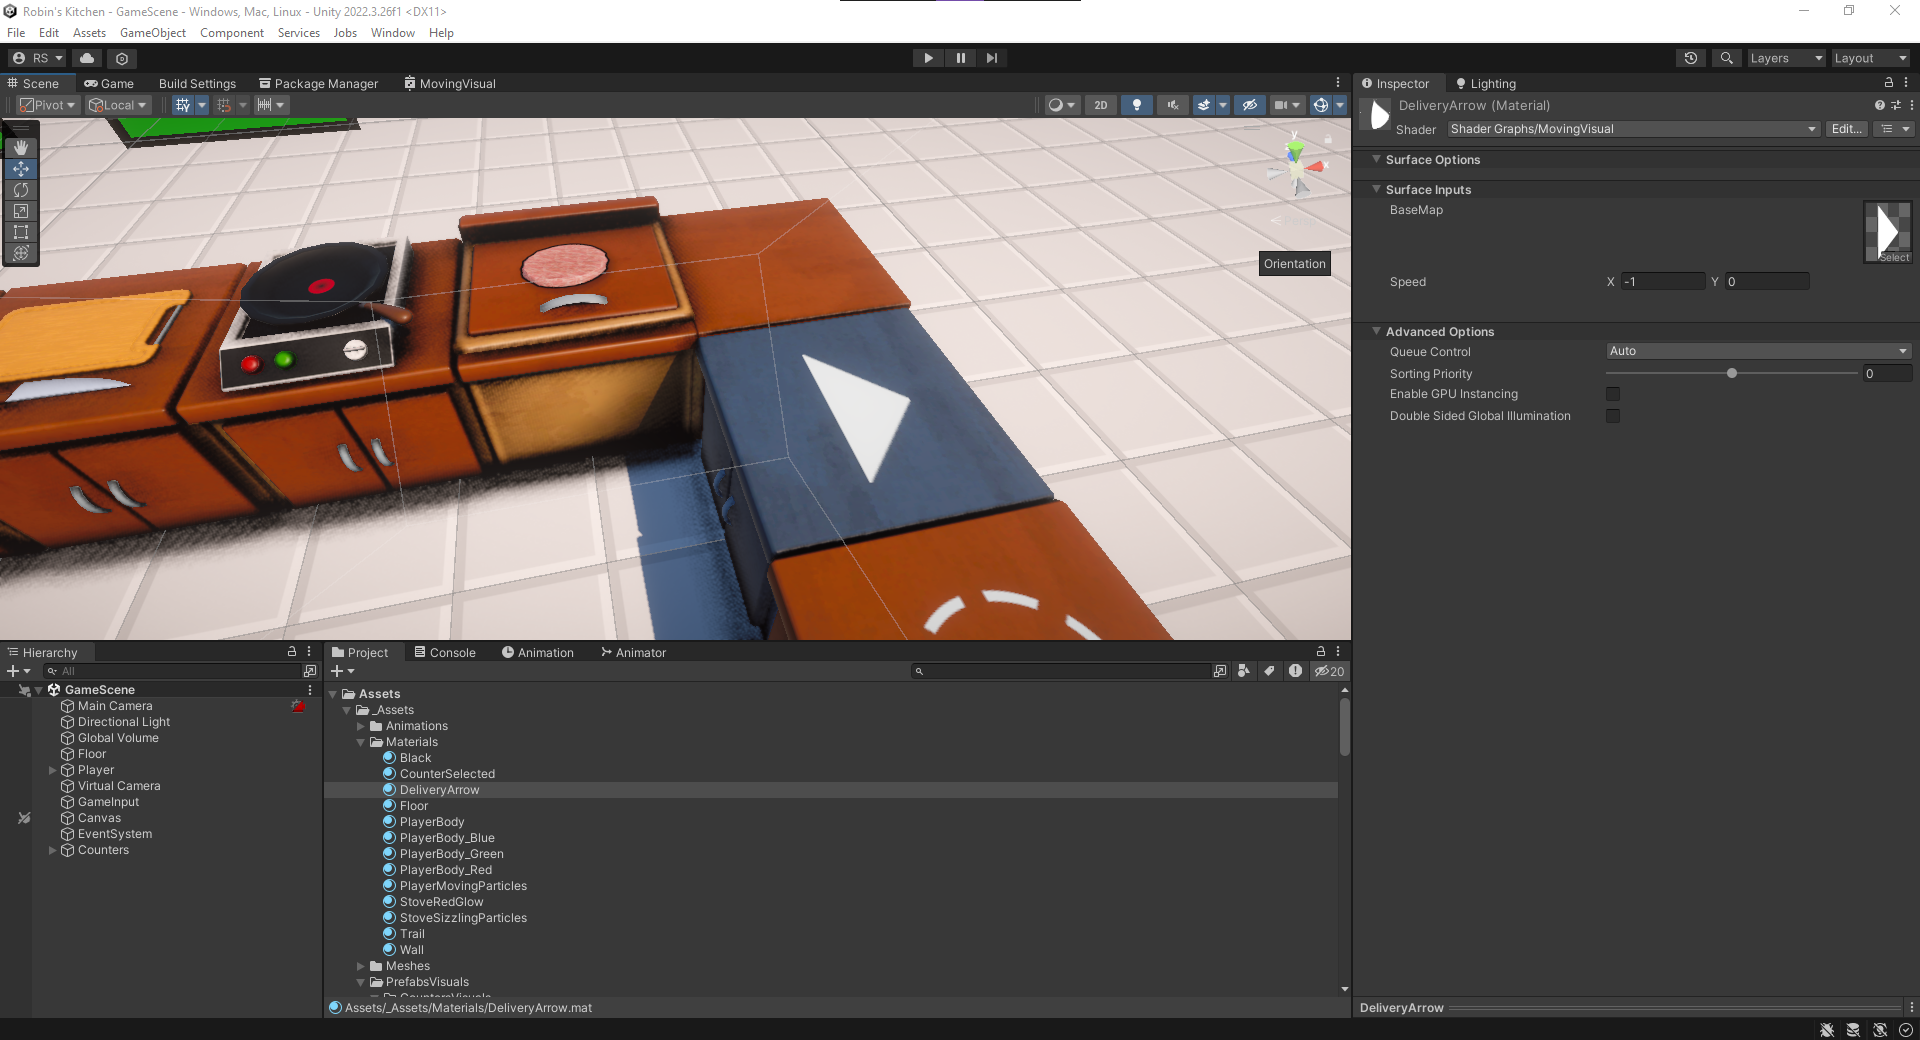 Robin's Kitchen - GameScene - Windows, Mac, Linux - Unity 2022.3.26f1 <DX11>
File Edit Assets GameObject Component Services Jobs Window Help
RS Layers Layout
Scene Game Build Settings Package Manager MovingVisual
Pivot Local 2D
y
x
Orientation
Inspector Lighting
DeliveryArrow (Material)
Shader Shader Graphs/MovingVisual Edit...
Surface Options
Surface Inputs
BaseMap
Select
Speed X -1 Y 0
Advanced Options
Queue Control Auto
Sorting Priority 0
Enable GPU Instancing
Double Sided Global Illumination
DeliveryArrow
Hierarchy
All
GameScene
Main Camera
Directional Light
Global Volume
Floor
Player
Virtual Camera
GameInput
Canvas
EventSystem
Counters
Project Console Animation Animator
20
Assets
_Assets
Animations
Materials
Black
CounterSelected
DeliveryArrow
Floor
PlayerBody
PlayerBody_Blue
PlayerBody_Green
PlayerBody_Red
PlayerMovingParticles
StoveRedGlow
StoveSizzlingParticles
Trail
Wall
Meshes
PrefabsVisuals
CountersVisuals
Assets/_Assets/Materials/DeliveryArrow.mat